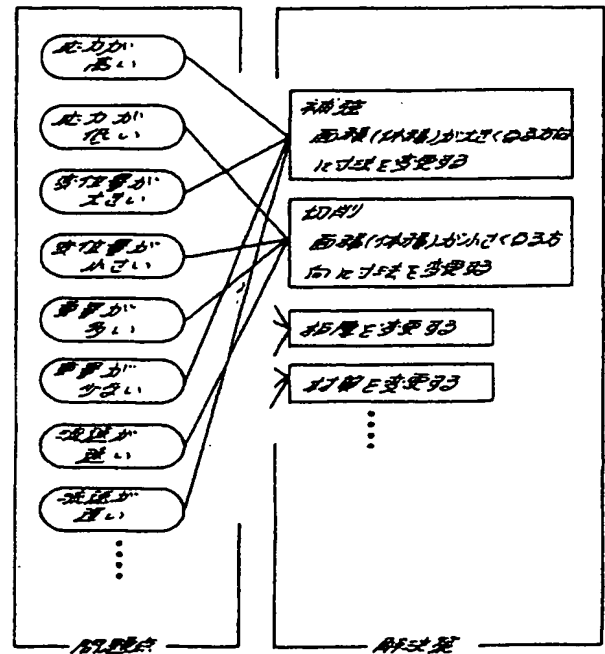 応力が
高い
応力が
低い
変位量が
大きい
変位量が
小さい
重量が
多い
重量が
少ない
流速が
速い
流速が
遅い
補強
面積(体積)が大きくなる方向
に寸法を変更する
切削
面積(体積)が小さくなる方
向に寸法を変更する
板厚を変更する
材質を変更する
問題点
解決策